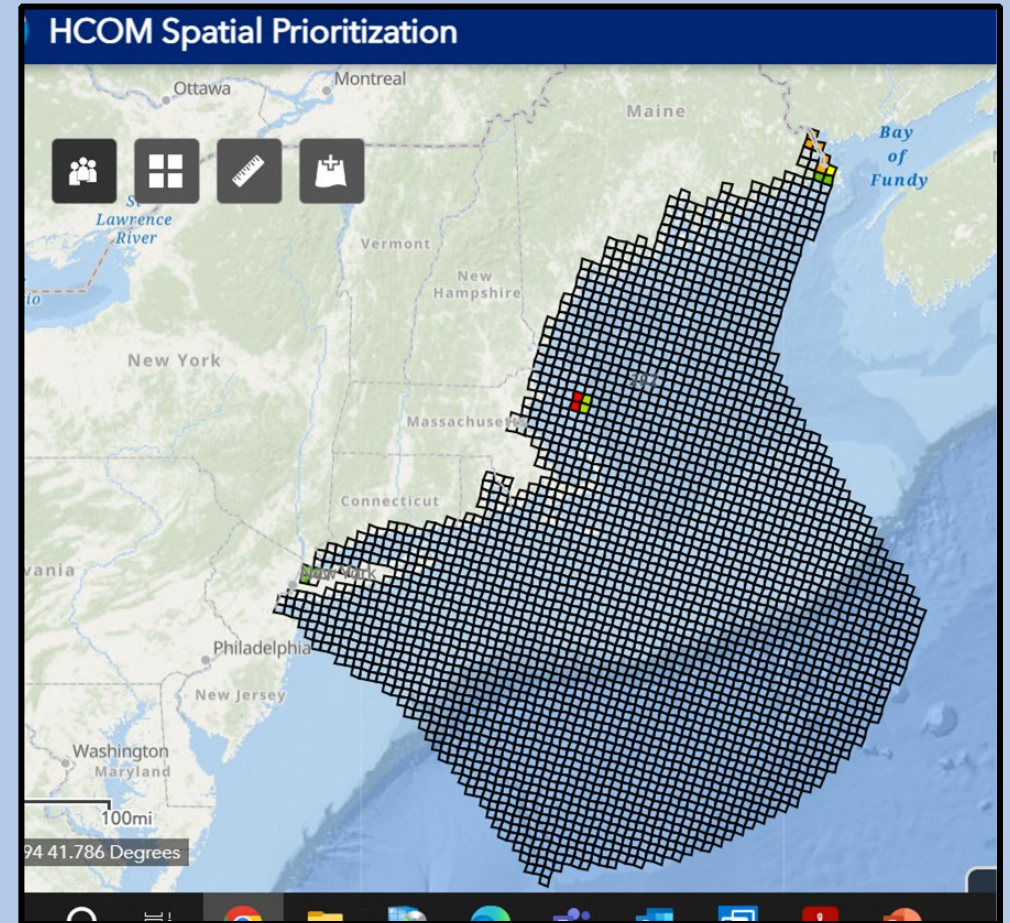 HCOM Spatial Prioritization
Ottawa
Montreal
Maine
Bay
of
Fundy
St
Lawrence
River
Vermont
New
Hampshire
io
New York
Massachusetts
Connecticut
vania
New York
Philadelphia
New Jersey
Washington
Maryland
100mi
94 41.786 Degrees